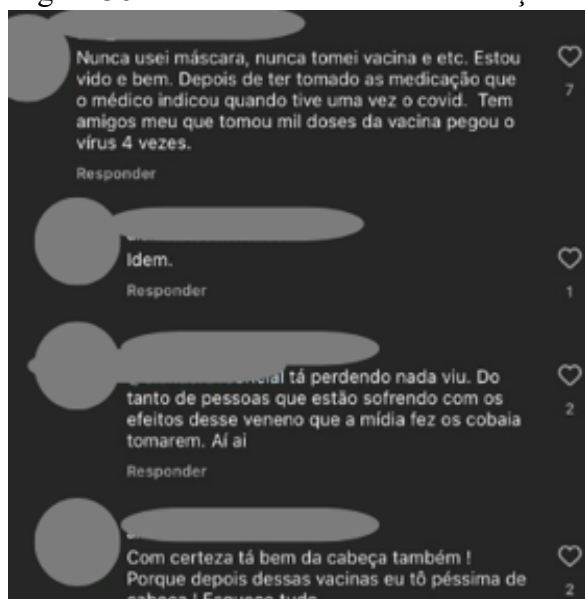 Nunca usei máscara, nunca tomei vacina e etc. Estou
vido e bem. Depois de ter tomado as medicação que
o médico indicou quando tive uma vez o covid. Tem
amigos meu que tomou mil doses da vacina pegou o
vírus 4 vezes.
7
Responder
Idem.
Responder
1
tá perdendo nada viu. Do
tanto de pessoas que estão sofrendo com os
efeitos desse veneno que a mídia fez os cobaia
tomarem. Aí ai
2
Responder
Com certeza tá bem da cabeça também !
Porque depois dessas vacinas eu tô péssima de
cabeça ! Esqueço tudo
2